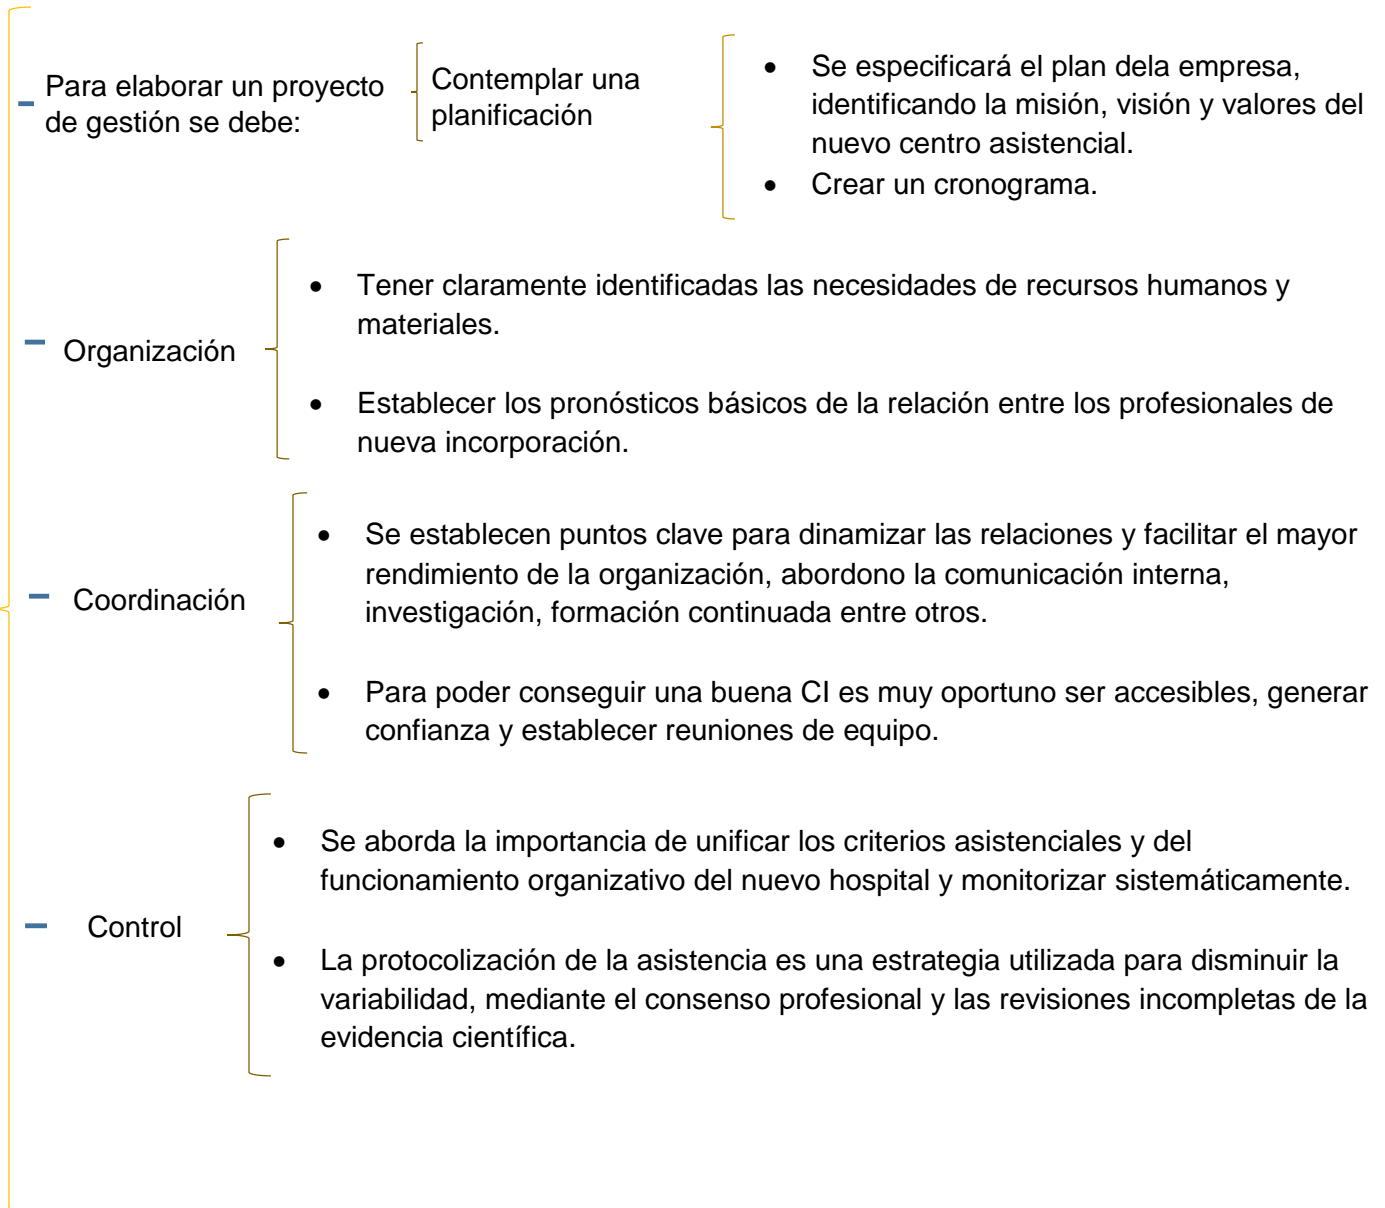 Para elaborar un proyecto
de gestión se debe:
Contemplar una
planificación
• Se especificará el plan dela empresa,
identificando la misión, visión y valores del
nuevo centro asistencial.
• Crear un cronograma.
Organización
• Tener claramente identificadas las necesidades de recursos humanos y
materiales.
• Establecer los pronósticos básicos de la relación entre los profesionales de
nueva incorporación.
Coordinación
• Se establecen puntos clave para dinamizar las relaciones y facilitar el mayor
rendimiento de la organización, abordono la comunicación interna,
investigación, formación continuada entre otros.
• Para poder conseguir una buena CI es muy oportuno ser accesibles, generar
confianza y establecer reuniones de equipo.
Control
• Se aborda la importancia de unificar los criterios asistenciales y del
funcionamiento organizativo del nuevo hospital y monitorizar sistemáticamente.
• La protocolización de la asistencia es una estrategia utilizada para disminuir la
variabilidad, mediante el consenso profesional y las revisiones incompletas de la
evidencia científica.